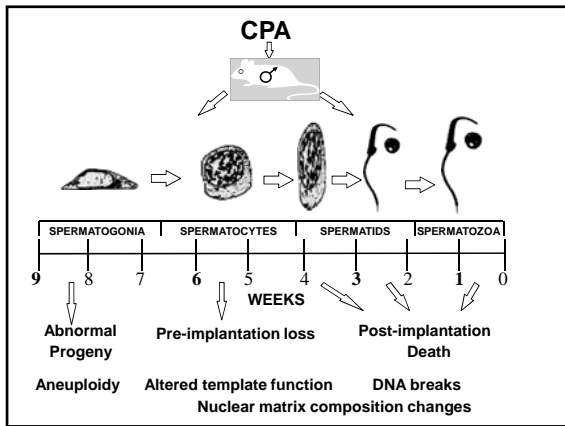 CPA
SPERMATOGONIA SPERMATOCYTES SPERMATIDS SPERMATOZOA
9 8 7 6 5 4 3 2 1 0
WEEKS
Abnormal Pre-implantation loss Post-implantation
Progeny Death
Aneuploidy Altered template function DNA breaks
Nuclear matrix composition changes